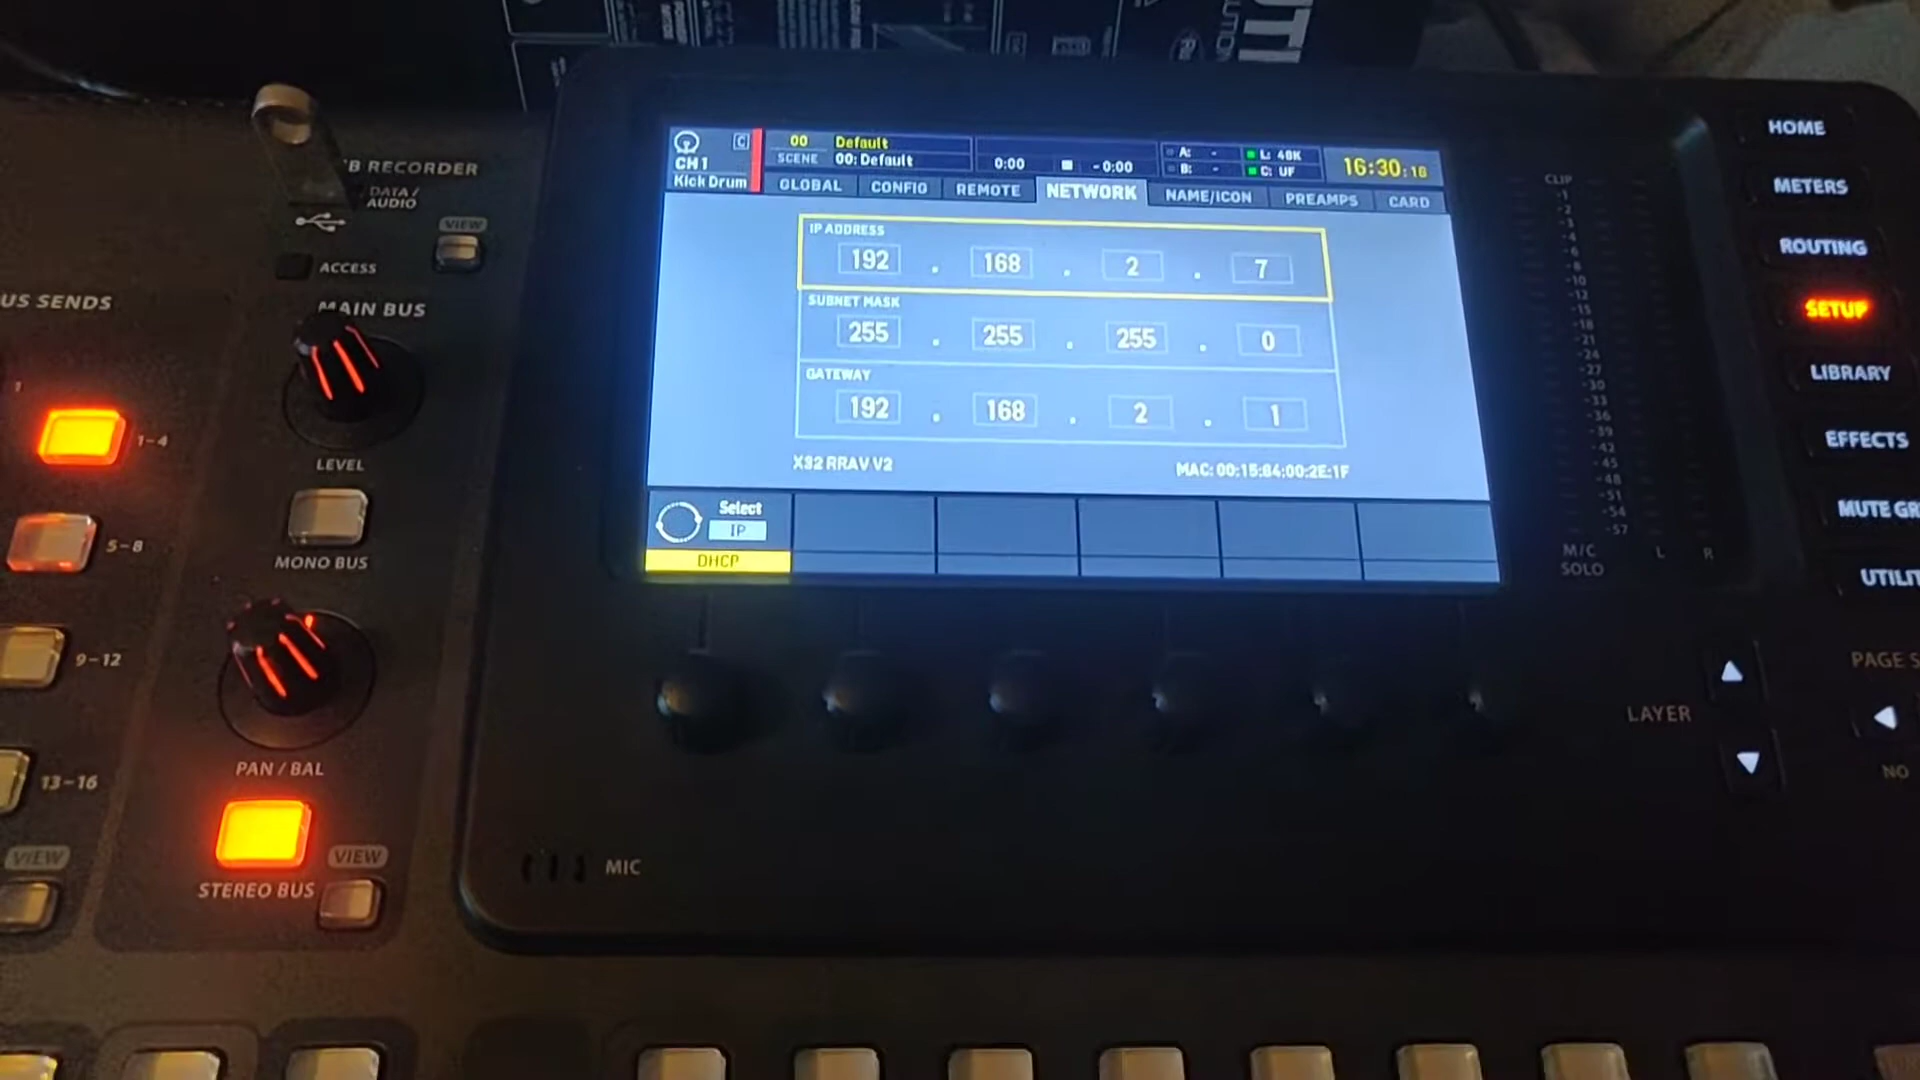 CH1
Kick Drum
C
00
SCENE
Default
00: Default
0:00
-0:00
A: -
B: -
L: 48K
C: UF
16:30:18
GLOBAL
CONFIG
REMOTE
NETWORK
NAME/ICON
PREAMPS
CARD
IP ADDRESS
192 . 168 . 2 . 7
SUBNET MASK
255 . 255 . 255 . 0
GATEWAY
192 . 168 . 2 . 1
X32 RRAV V2
MAC: 00:15:64:00:2E:1F
Select
IP
DHCP
B RECORDER
DATA /
AUDIO
VIEW
ACCESS
US SENDS
MAIN BUS
1
1-4
LEVEL
5-8
MONO BUS
9-12
PAN / BAL
13-16
VIEW
VIEW
STEREO BUS
MIC
CLIP
-1
-2
-3
-4
-6
-8
-10
-12
-15
-18
-21
-24
-27
-30
-33
-36
-39
-42
-45
-48
-51
-54
-57
M/C
SOLO
L
R
HOME
METERS
ROUTING
SETUP
LIBRARY
EFFECTS
MUTE GR
UTILIT
PAGE S
LAYER
NO